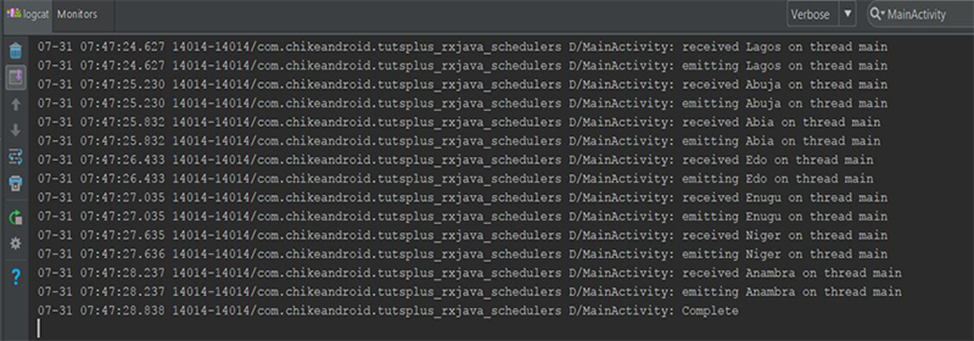 logcat Monitors Verbose MainActivity
07-31 07:47:24.627 14014-14014/com.chikeandroid.tutsplus_rxjava_schedulers D/MainActivity: received Lagos on thread main
07-31 07:47:24.627 14014-14014/com.chikeandroid.tutsplus_rxjava_schedulers D/MainActivity: emitting Lagos on thread main
07-31 07:47:25.230 14014-14014/com.chikeandroid.tutsplus_rxjava_schedulers D/MainActivity: received Abuja on thread main
07-31 07:47:25.230 14014-14014/com.chikeandroid.tutsplus_rxjava_schedulers D/MainActivity: emitting Abuja on thread main
07-31 07:47:25.832 14014-14014/com.chikeandroid.tutsplus_rxjava_schedulers D/MainActivity: received Abia on thread main
07-31 07:47:25.832 14014-14014/com.chikeandroid.tutsplus_rxjava_schedulers D/MainActivity: emitting Abia on thread main
07-31 07:47:26.433 14014-14014/com.chikeandroid.tutsplus_rxjava_schedulers D/MainActivity: received Edo on thread main
07-31 07:47:26.433 14014-14014/com.chikeandroid.tutsplus_rxjava_schedulers D/MainActivity: emitting Edo on thread main
07-31 07:47:27.035 14014-14014/com.chikeandroid.tutsplus_rxjava_schedulers D/MainActivity: received Enugu on thread main
07-31 07:47:27.035 14014-14014/com.chikeandroid.tutsplus_rxjava_schedulers D/MainActivity: emitting Enugu on thread main
07-31 07:47:27.635 14014-14014/com.chikeandroid.tutsplus_rxjava_schedulers D/MainActivity: received Niger on thread main
07-31 07:47:27.636 14014-14014/com.chikeandroid.tutsplus_rxjava_schedulers D/MainActivity: emitting Niger on thread main
07-31 07:47:28.237 14014-14014/com.chikeandroid.tutsplus_rxjava_schedulers D/MainActivity: received Anambra on thread main
07-31 07:47:28.237 14014-14014/com.chikeandroid.tutsplus_rxjava_schedulers D/MainActivity: emitting Anambra on thread main
07-31 07:47:28.838 14014-14014/com.chikeandroid.tutsplus_rxjava_schedulers D/MainActivity: Complete